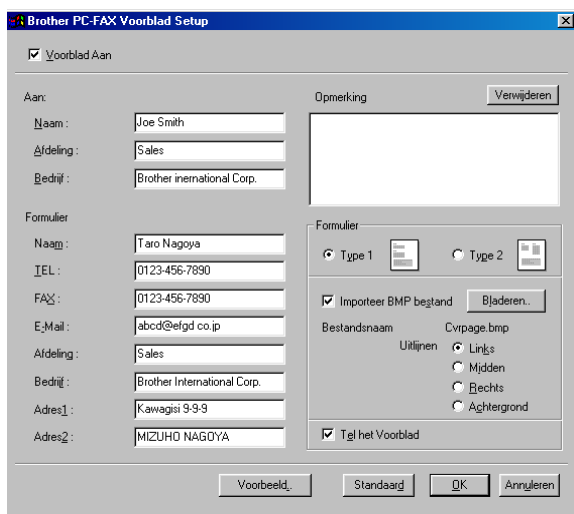 Brother PC-FAX Voorblad Setup
Voorblad Aan
Aan:
Naam : Joe Smith
Afdeling : Sales
Bedrijf : Brother inernational Corp.
Opmerking Verwijderen
Formulier
Naam : Taro Nagoya
TEL : 0123-456-7890
FAX : 0123-456-7890
E-Mail : abcd@efgd co.jp
Afdeling : Sales
Bedrijf : Brother International Corp.
Adres1 : Kawagisi 9-9-9
Adres2 : MIZUHO NAGOYA
Formulier
Type 1 Type 2
Importeer BMP bestand Bladeren..
Bestandsnaam Cvrpage.bmp
Uitlijnen Links
Midden
Rechts
Achtergrond
Tel het Voorblad
Voorbeeld.. Standaard OK Annuleren